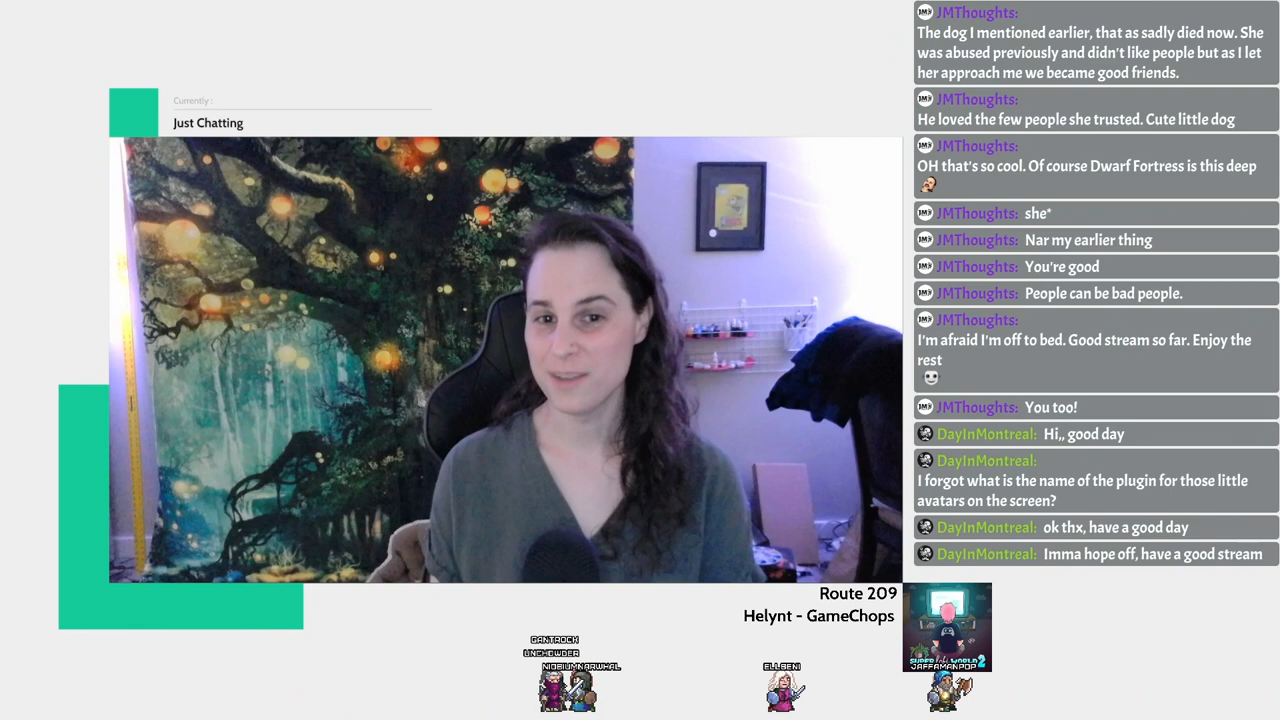 Currently :
Just Chatting
JMThoughts:
The dog I mentioned earlier, that as sadly died now. She
was abused previously and didn't like people but as I let
her approach me we became good friends.
JMThoughts:
He loved the few people she trusted. Cute little dog
JMThoughts:
OH that's so cool. Of course Dwarf Fortress is this deep
JMThoughts: she*
JMThoughts: Nar my earlier thing
JMThoughts: You're good
JMThoughts: People can be bad people.
JMThoughts:
I'm afraid I'm off to bed. Good stream so far. Enjoy the
rest
JMThoughts: You too!
DayInMontreal: Hi,, good day
DayInMontreal:
I forgot what is the name of the plugin for those little
avatars on the screen?
DayInMontreal: ok thx, have a good day
DayInMontreal: Imma hope off, have a good stream
Route 209
Helynt - GameChops
GANTROCK
UNCHOWDER
NIOBIUMNARWHAL
ELLBENI
JAFFAMANPOP